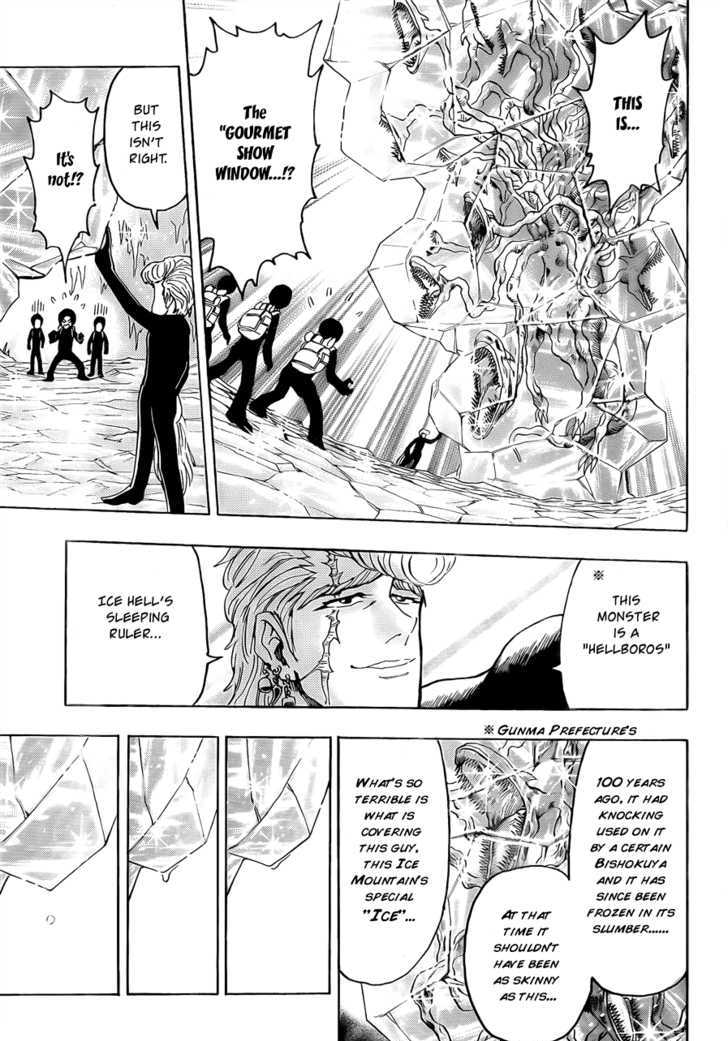 THIS
IS...
The
"GOURMET
SHOW
WINDOW...!?
BUT
THIS
ISN'T
RIGHT.
It's
not!?
※
THIS
MONSTER
IS A
"HELLBOROS"
ICE HELL'S
SLEEPING
RULER...
※ GUNMA PREFECTURE'S
100 YEARS
AGO, IT HAD
KNOCKING
USED ON IT
BY A CERTAIN
BISHOKUYA
AND IT HAS
SINCE BEEN
FROZEN IN ITS
SLUMBER......
AT THAT
TIME IT
SHOULDN'T
HAVE BEEN
AS SKINNY
AS THIS...
WHAT'S SO
TERRIBLE IS
WHAT IS
COVERING
THIS GUY,
THIS ICE
MOUNTAIN'S
SPECIAL
"ICE"...